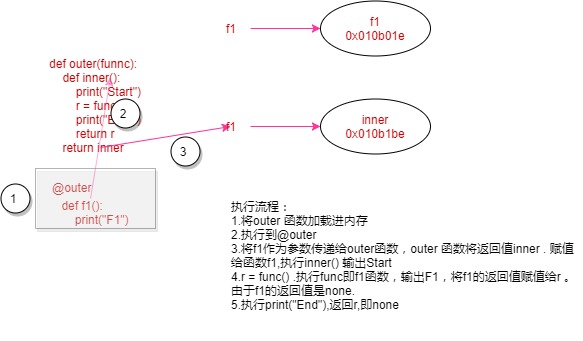 f1
f1
0x010b01e
def outer(funnc):
def inner():
print("Start")
r = func
print("E
return r
return inner
2
3
f1
inner
0x010b1be
1
@outer
def f1():
print("F1")
执行流程：
1.将outer 函数加载进内存
2.执行到@outer
3.将f1作为参数传递给outer函数，outer 函数将返回值inner . 赋值
给函数f1,执行inner() 输出Start
4.r = func() .执行func即f1函数，输出F1，将f1的返回值赋值给r 。
由于f1的返回值是none.
5.执行print("End"),返回r,即none